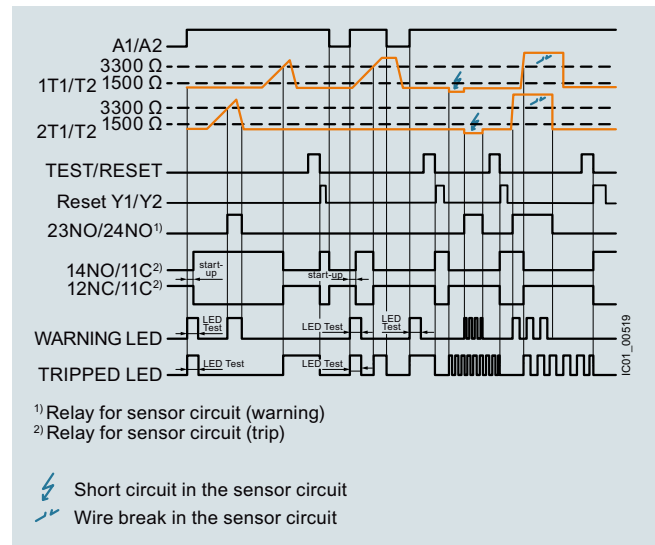 A1/A2
3300 Ω
1T1/T2 1500 Ω
3300 Ω
2T1/T2 1500 Ω
TEST/RESET
Reset Y1/Y2
23NO/24NO1)
14NO/11C2) start-up start-up
12NC/11C2)
WARNING LED LED Test LED Test LED Test
TRIPPED LED LED Test LED Test
IC01_00519
1) Relay for sensor circuit (warning)
2) Relay for sensor circuit (trip)
Short circuit in the sensor circuit
Wire break in the sensor circuit